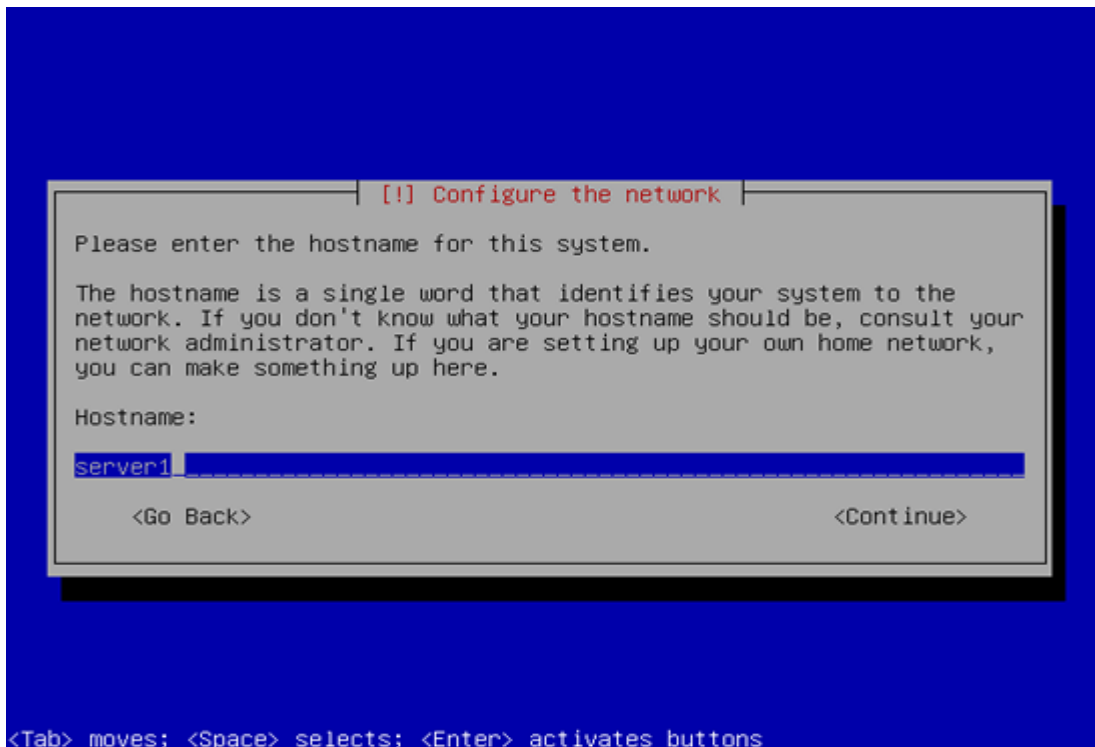 [!] Configure the network
Please enter the hostname for this system.
The hostname is a single word that identifies your system to the
network. If you don't know what your hostname should be, consult your
network administrator. If you are setting up your own home network,
you can make something up here.
Hostname:
server1
<Go Back> <Continue>
<Tab> moves; <Space> selects; <Enter> activates buttons